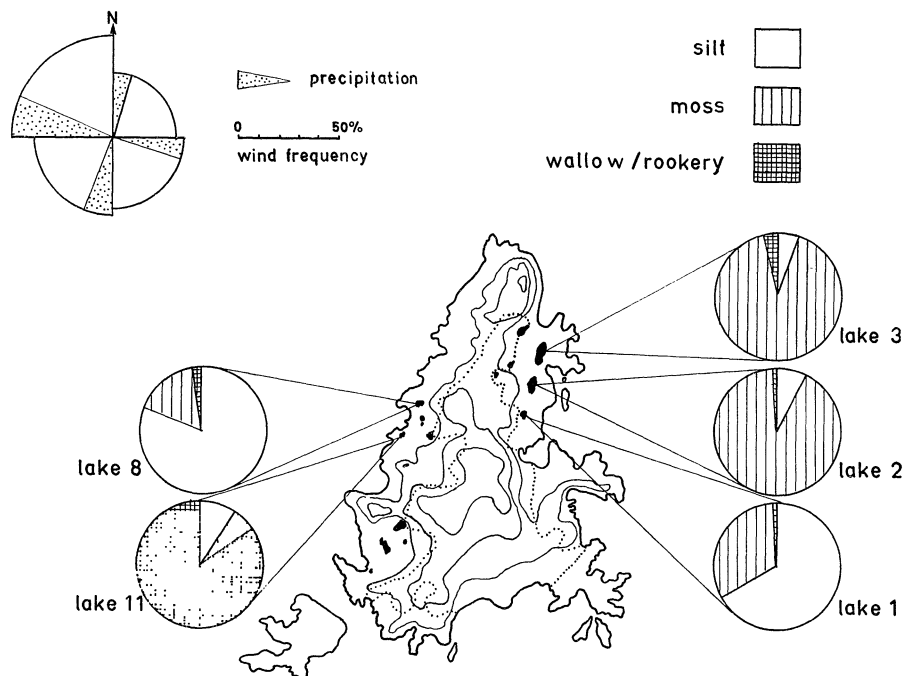 N
precipitation
0 50%
wind frequency
silt
moss
wallow/rookery
lake 3
lake 8
lake 2
lake 11
lake 1